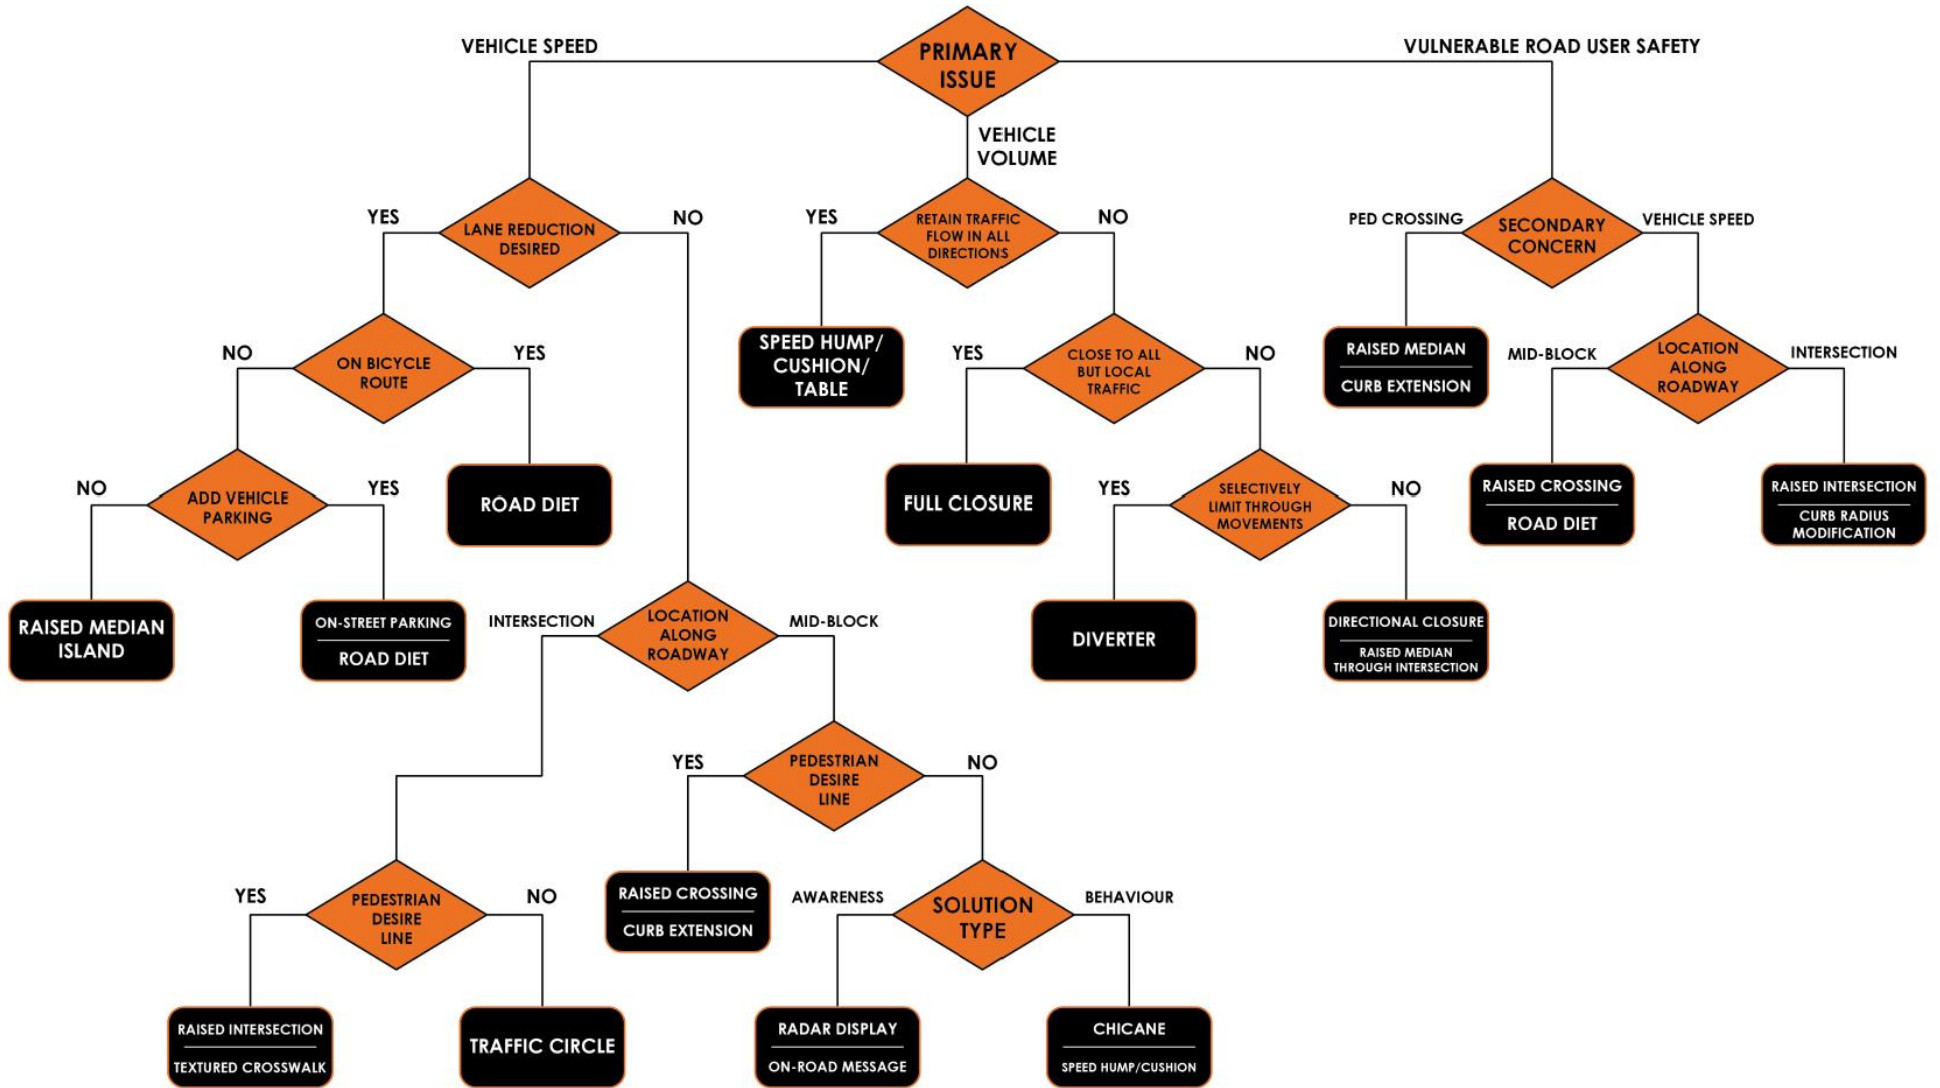 PRIMARY
ISSUE
VEHICLE SPEED
VULNERABLE ROAD USER SAFETY
VEHICLE
VOLUME
YES
LANE REDUCTION
DESIRED
NO
YES
RETAIN TRAFFIC
FLOW IN ALL
DIRECTIONS
NO
PED CROSSING
SECONDARY
CONCERN
VEHICLE SPEED
NO
ON BICYCLE
ROUTE
YES
SPEED HUMP/
CUSHION/
TABLE
YES
CLOSE TO ALL
BUT LOCAL
TRAFFIC
NO
RAISED MEDIAN
CURB EXTENSION
MID-BLOCK
LOCATION
ALONG
ROADWAY
INTERSECTION
NO
ADD VEHICLE
PARKING
YES
ROAD DIET
FULL CLOSURE
YES
SELECTIVELY
LIMIT THROUGH
MOVEMENTS
NO
RAISED CROSSING
ROAD DIET
RAISED INTERSECTION
CURB RADIUS
MODIFICATION
RAISED MEDIAN
ISLAND
ON-STREET PARKING
ROAD DIET
INTERSECTION
LOCATION
ALONG
ROADWAY
MID-BLOCK
DIVERTER
DIRECTIONAL CLOSURE
RAISED MEDIAN
THROUGH INTERSECTION
YES
PEDESTRIAN
DESIRE
LINE
NO
YES
PEDESTRIAN
DESIRE
LINE
NO
RAISED CROSSING
CURB EXTENSION
AWARENESS
SOLUTION
TYPE
BEHAVIOUR
RAISED INTERSECTION
TEXTURED CROSSWALK
TRAFFIC CIRCLE
RADAR DISPLAY
ON-ROAD MESSAGE
CHICANE
SPEED HUMP/CUSHION